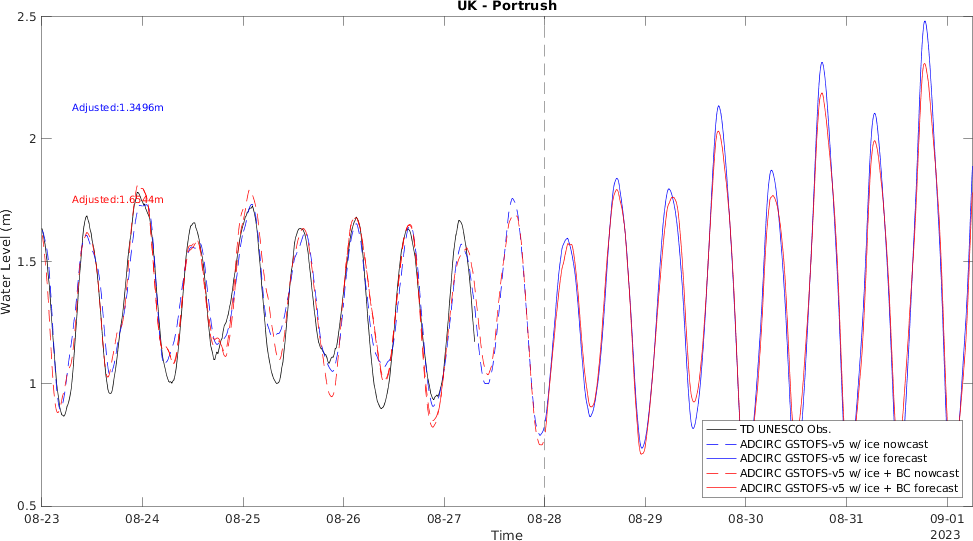 UK - Portrush
2.5
2
1.5
1
0.5
Water Level (m)
Adjusted:1.3496m
Adjusted:1.6544m
TD UNESCO Obs.
ADCIRC GSTOFS-v5 w/ ice nowcast
ADCIRC GSTOFS-v5 w/ ice forecast
ADCIRC GSTOFS-v5 w/ ice + BC nowcast
ADCIRC GSTOFS-v5 w/ ice + BC forecast
08-23 08-24 08-25 08-26 08-27 08-28 08-29 08-30 08-31 09-01
Time
2023